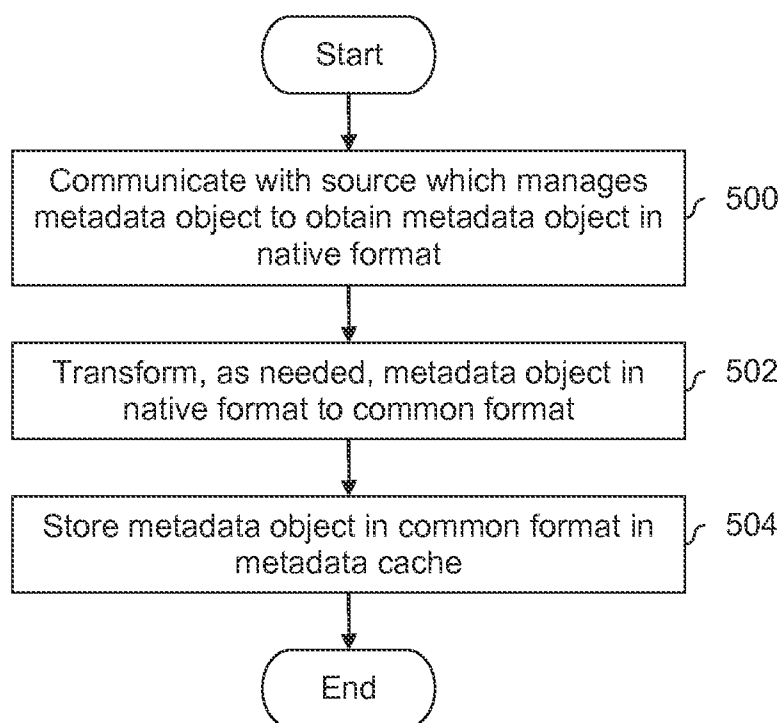 Start
Communicate with source which manages
metadata object to obtain metadata object in
native format
500
Transform, as needed, metadata object in
native format to common format
502
Store metadata object in common format in
metadata cache
504
End